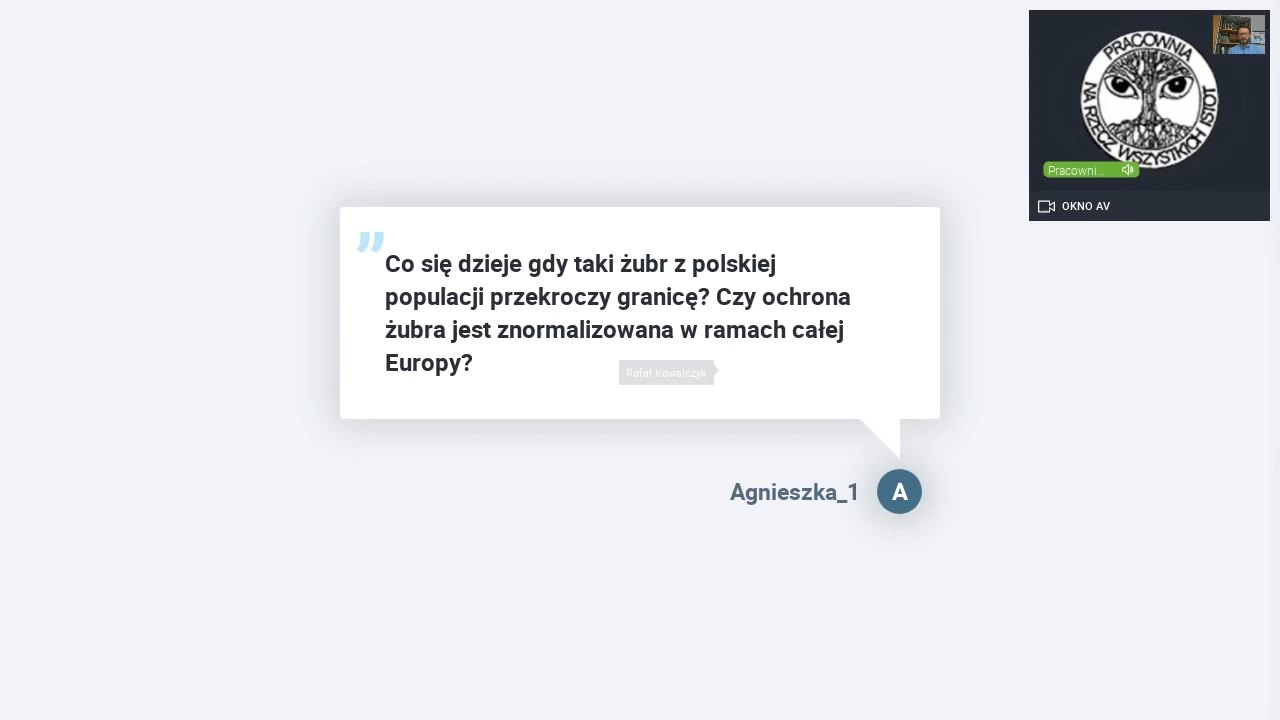 PRACOWNIA
NA RZECZ WSZYSTKICH ISTOT
Pracowni...
OKNO AV
Co się dzieje gdy taki żubr z polskiej
populacji przekroczy granicę? Czy ochrona
żubra jest znormalizowana w ramach całej
Europy?
Rafał Kowalczyk
Agnieszka_1
A